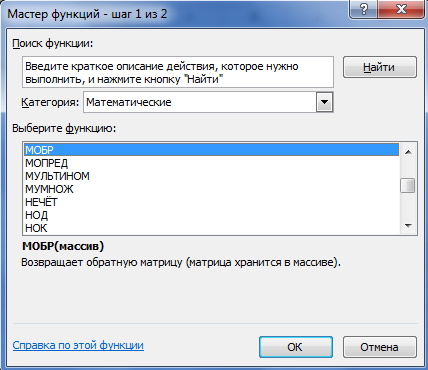 Мастер функций - шаг 1 из 2
?
Поиск функции:
Введите краткое описание действия, которое нужно
выполнить, и нажмите кнопку "Найти"
Найти
Категория: Математические
Выберите функцию:
МОБР
МОПРЕД
МУЛЬТИНОМ
МУМНОЖ
НЕЧЁТ
НОД
НОК
МОБР(массив)
Возвращает обратную матрицу (матрица хранится в массиве).
Справка по этой функции
ОК
Отмена